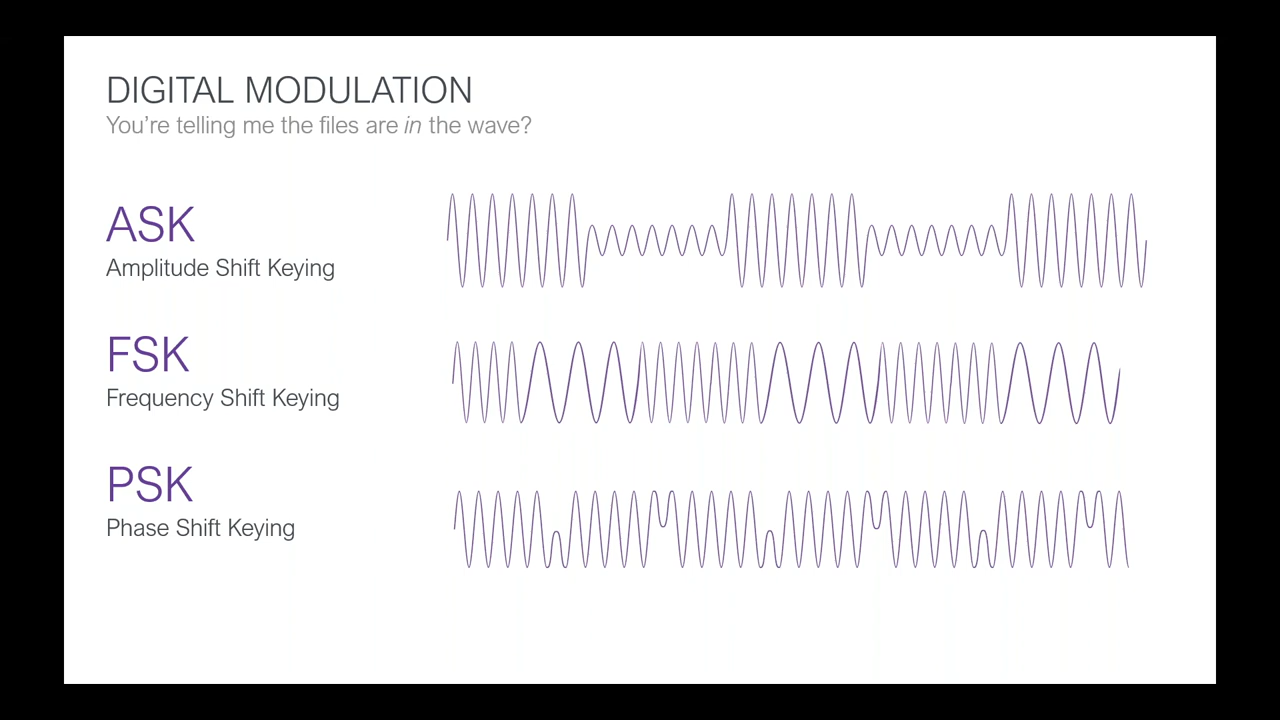 DIGITAL MODULATION
You're telling me the files are in the wave?
ASK
Amplitude Shift Keying
FSK
Frequency Shift Keying
PSK
Phase Shift Keying